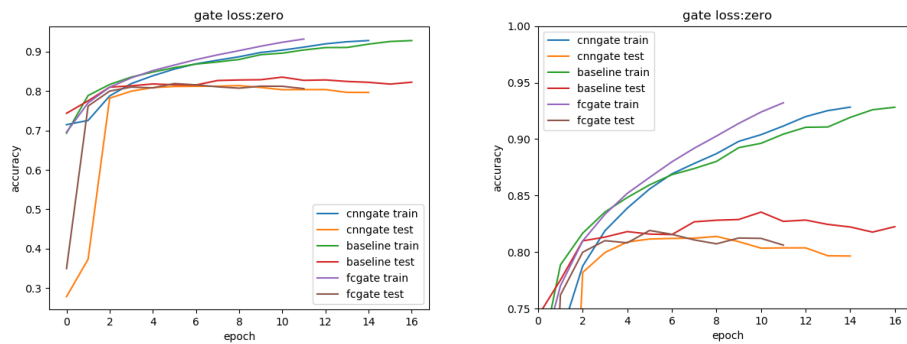 gate loss:zero
accuracy
0.9
0.8
0.7
0.6
0.5
0.4
0.3
cnngate train
cnngate test
baseline train
baseline test
fcgate train
fcgate test
0 2 4 6 8 10 12 14 16
epoch
gate loss:zero
accuracy
1.00
0.95
0.90
0.85
0.80
0.75
cnngate train
cnngate test
baseline train
baseline test
fcgate train
fcgate test
0 2 4 6 8 10 12 14 16
epoch